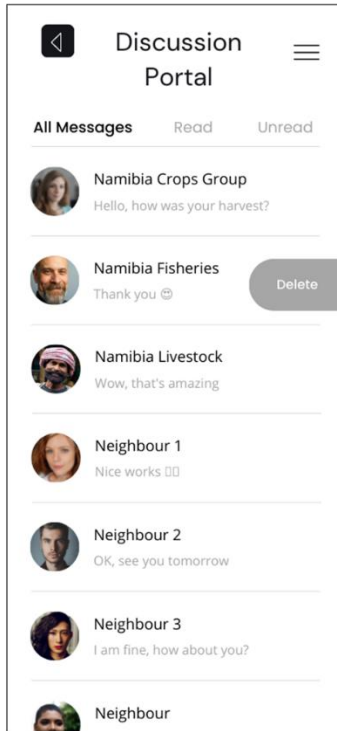 Discussion
Portal
All Messages Read Unread
Namibia Crops Group
Hello, how was your harvest?
Namibia Fisheries
Thank you 😍
Delete
Namibia Livestock
Wow, that's amazing
Neighbour 1
Nice works
Neighbour 2
OK, see you tomorrow
Neighbour 3
I am fine, how about you?
Neighbour